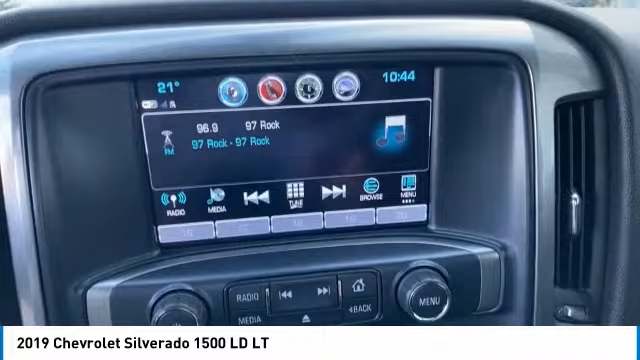 21°
10:44
96.9 97 Rock
97 Rock - 97 Rock
FM
RADIO
MEDIA
TUNE
BROWSE
MENU
RADIO
MEDIA
<BACK
MENU
2019 Chevrolet Silverado 1500 LD LT